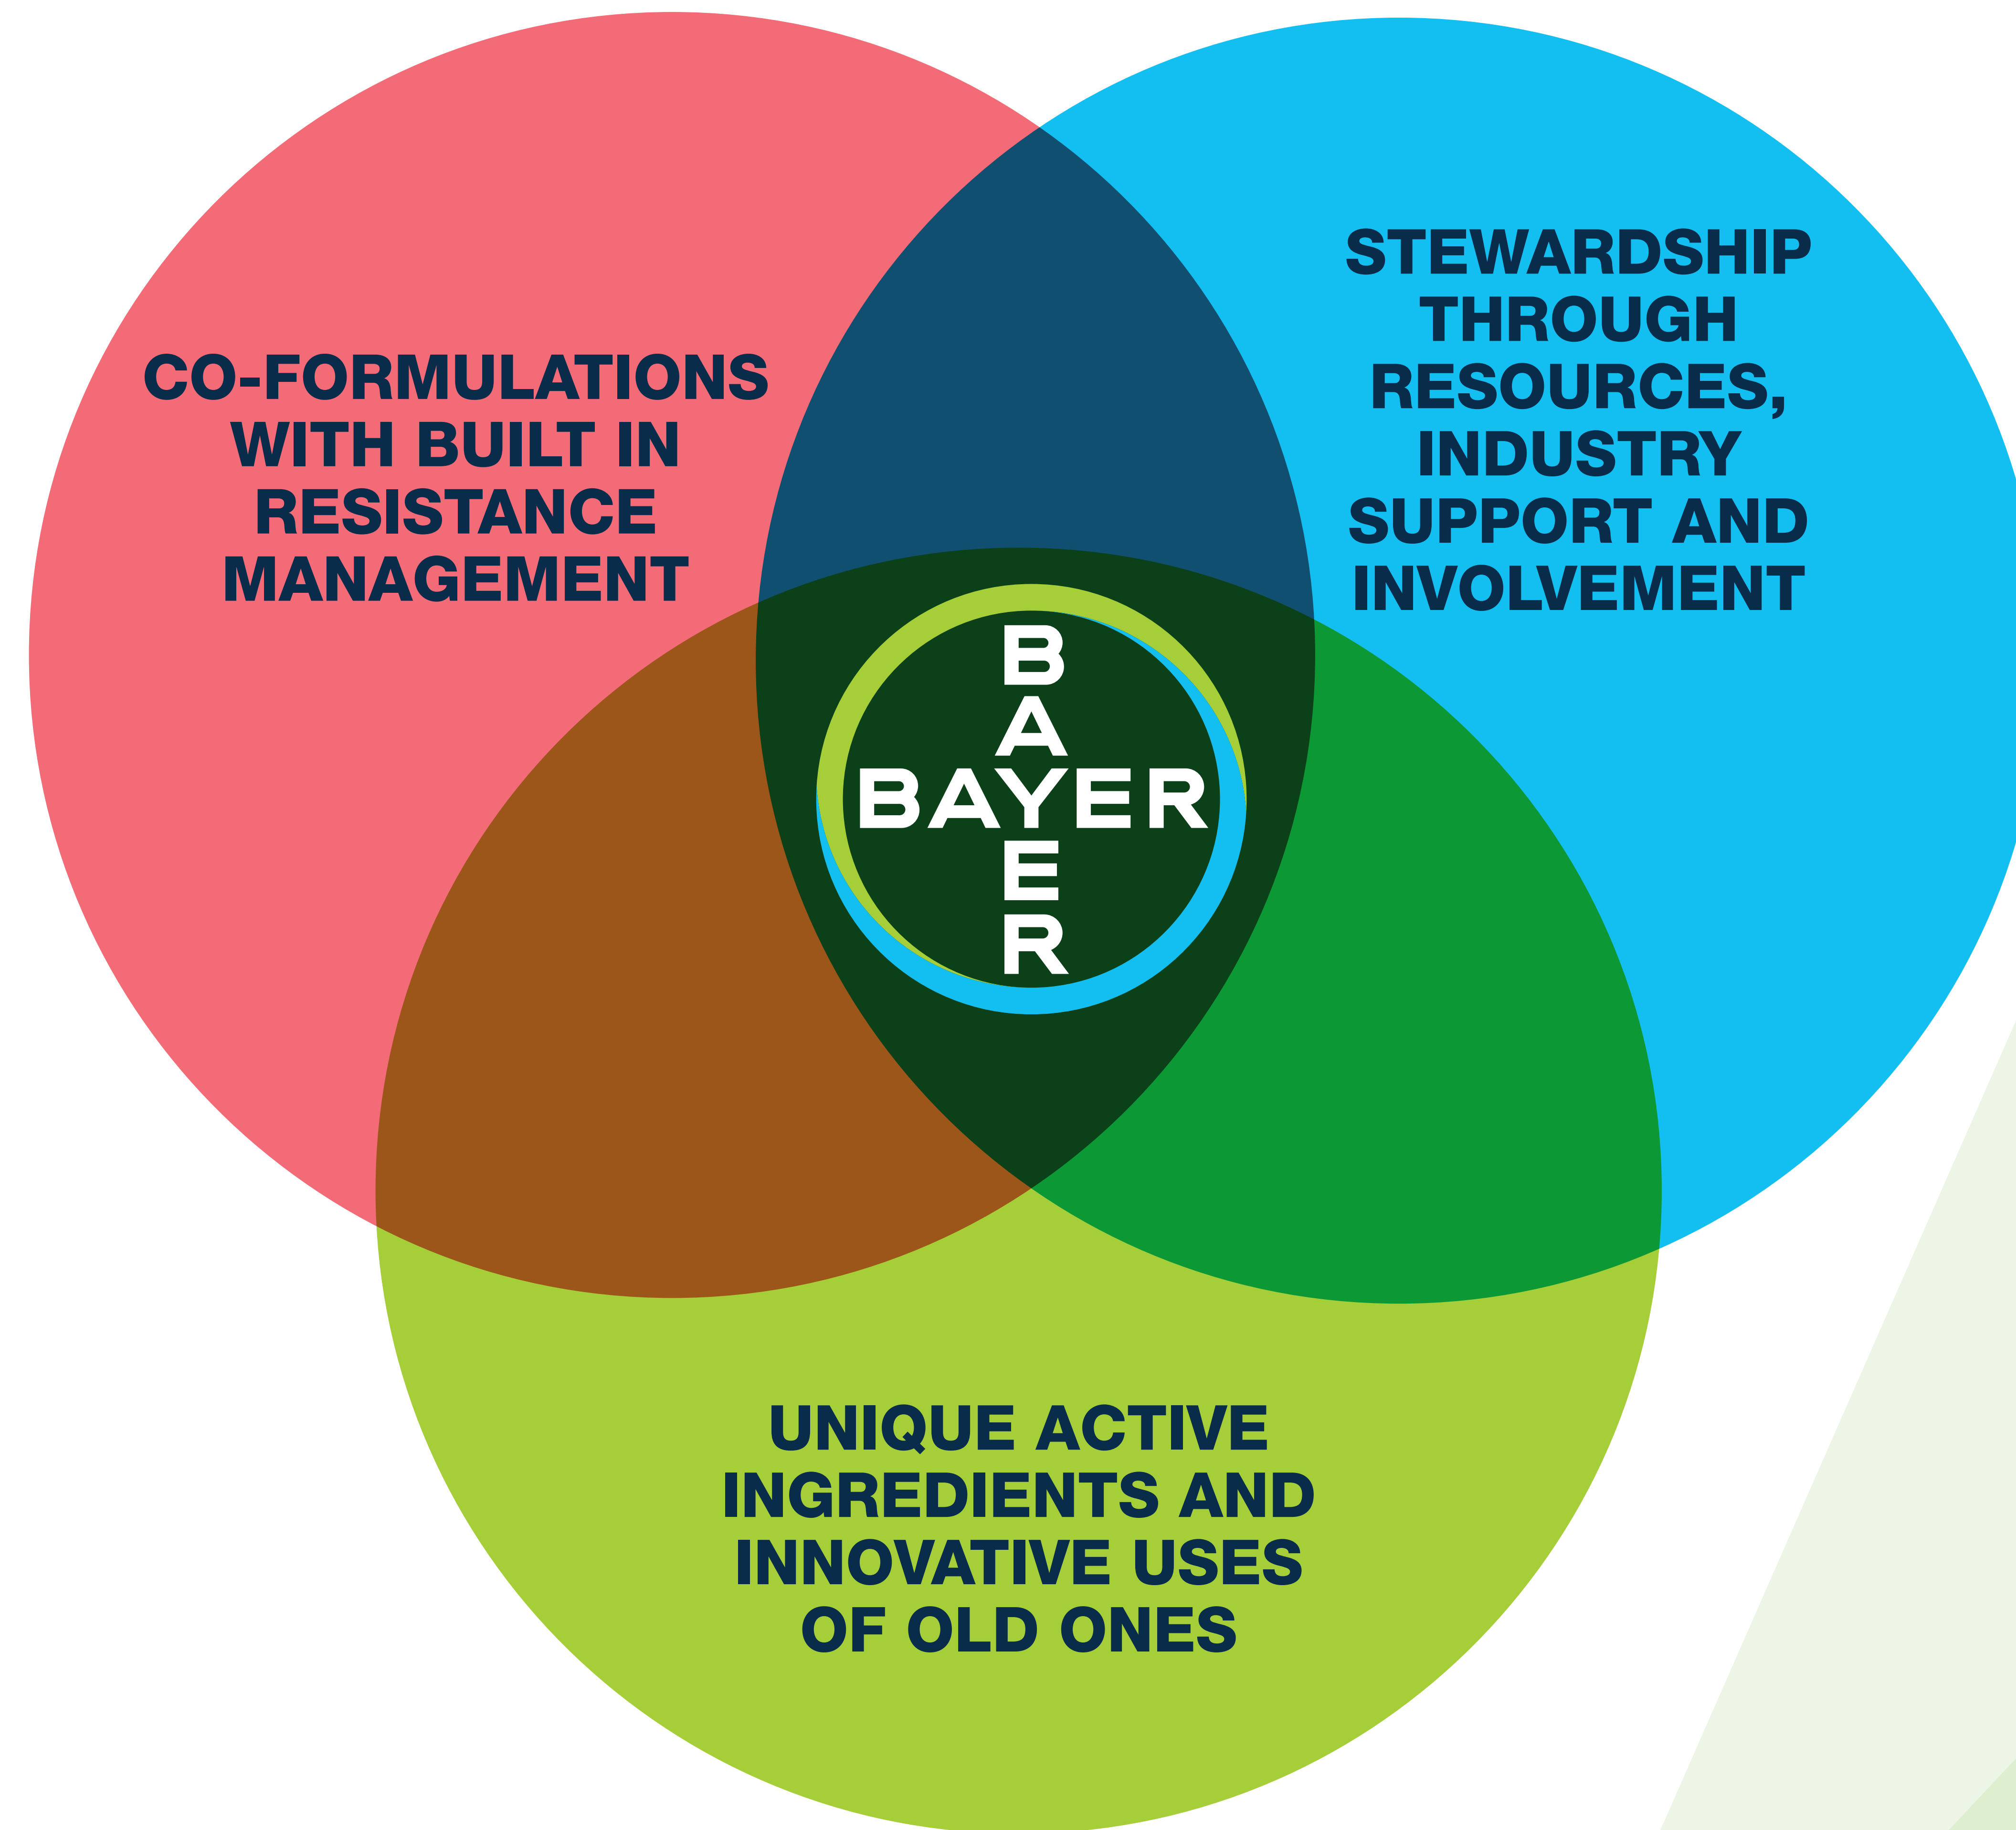 CO-FORMULATIONS
WITH BUILT IN
RESISTANCE
MANAGEMENT
STEWARDSHIP
THROUGH
RESOURCES,
INDUSTRY
SUPPORT AND
INVOLVEMENT
B
A
BAYER
E
R
UNIQUE ACTIVE
INGREDIENTS AND
INNOVATIVE USES
OF OLD ONES